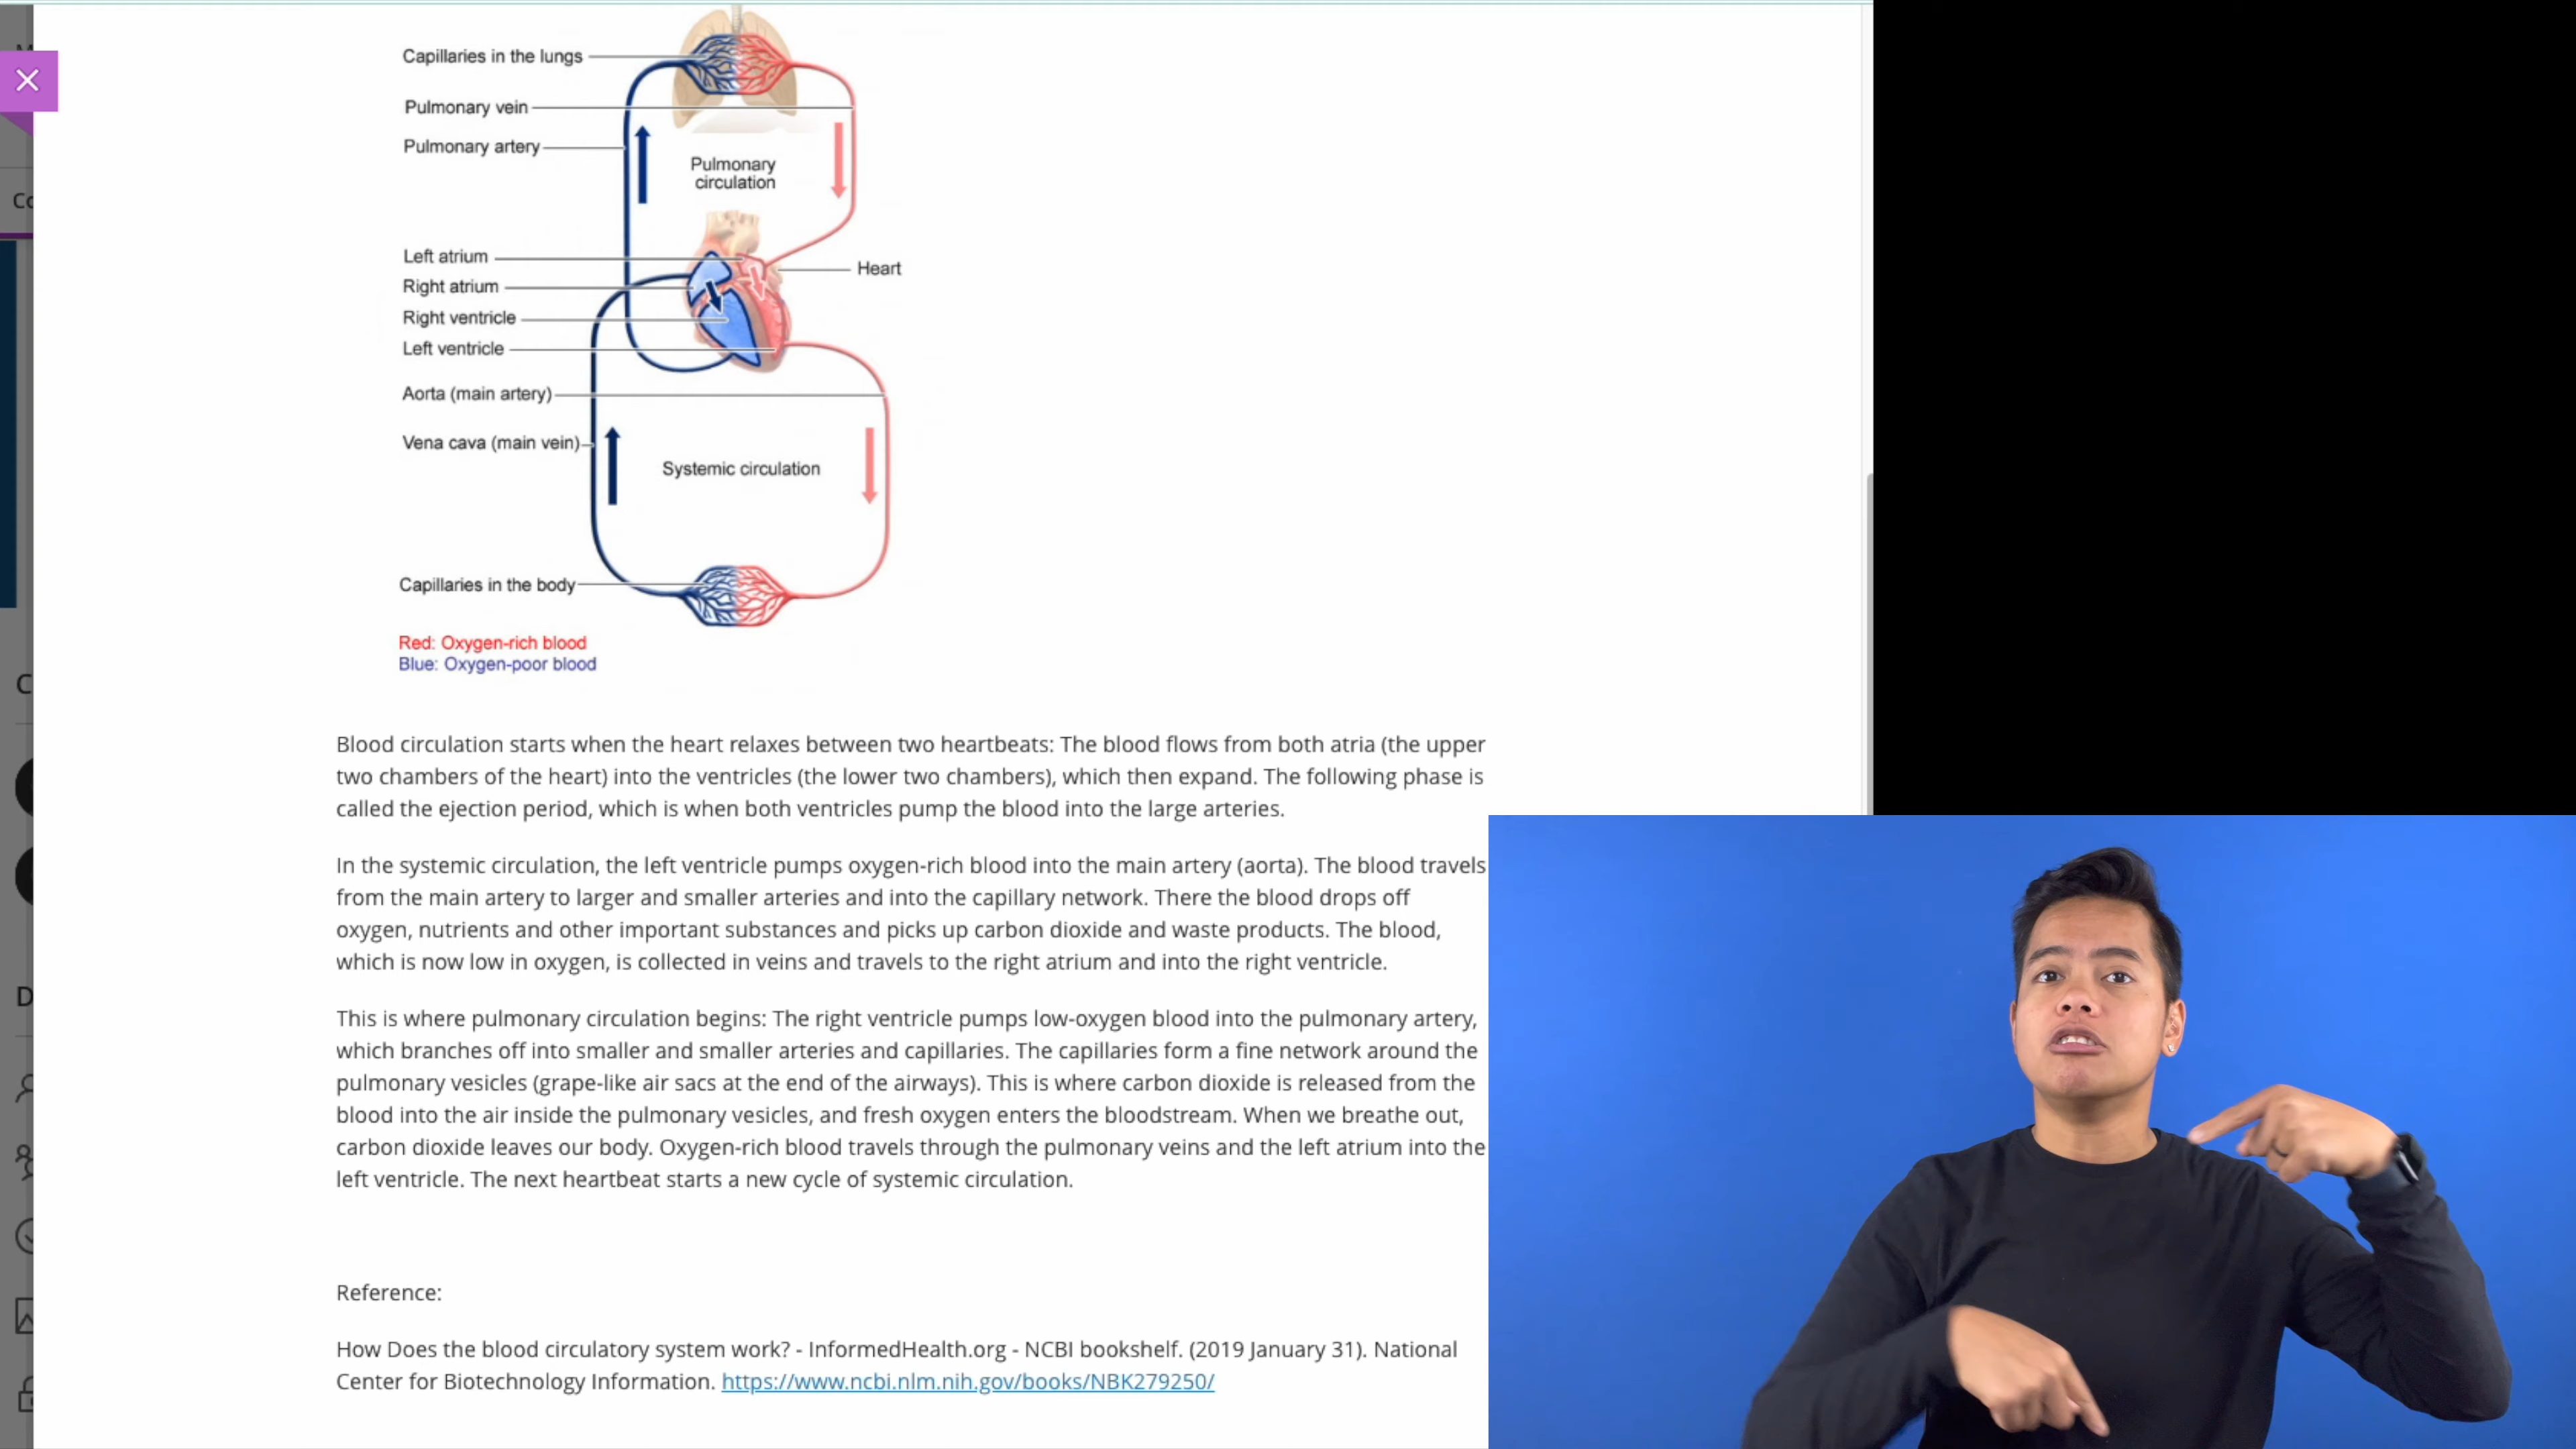 Capillaries in the lungs
Pulmonary vein
Pulmonary artery
Pulmonary
circulation
Left atrium
Heart
Right atrium
Right ventricle
Left ventricle
Aorta (main artery)
Vena cava (main vein)
Systemic circulation
Capillaries in the body
Red: Oxygen-rich blood
Blue: Oxygen-poor blood
Blood circulation starts when the heart relaxes between two heartbeats: The blood flows from both atria (the upper
two chambers of the heart) into the ventricles (the lower two chambers), which then expand. The following phase is
called the ejection period, which is when both ventricles pump the blood into the large arteries.
In the systemic circulation, the left ventricle pumps oxygen-rich blood into the main artery (aorta). The blood travels
from the main artery to larger and smaller arteries and into the capillary network. There the blood drops off
oxygen, nutrients and other important substances and picks up carbon dioxide and waste products. The blood,
which is now low in oxygen, is collected in veins and travels to the right atrium and into the right ventricle.
This is where pulmonary circulation begins: The right ventricle pumps low-oxygen blood into the pulmonary artery,
which branches off into smaller and smaller arteries and capillaries. The capillaries form a fine network around the
pulmonary vesicles (grape-like air sacs at the end of the airways). This is where carbon dioxide is released from the
blood into the air inside the pulmonary vesicles, and fresh oxygen enters the bloodstream. When we breathe out,
carbon dioxide leaves our body. Oxygen-rich blood travels through the pulmonary veins and the left atrium into the
left ventricle. The next heartbeat starts a new cycle of systemic circulation.
Reference:
How Does the blood circulatory system work? - InformedHealth.org - NCBI bookshelf. (2019 January 31). National
Center for Biotechnology Information. https://www.ncbi.nlm.nih.gov/books/NBK279250/